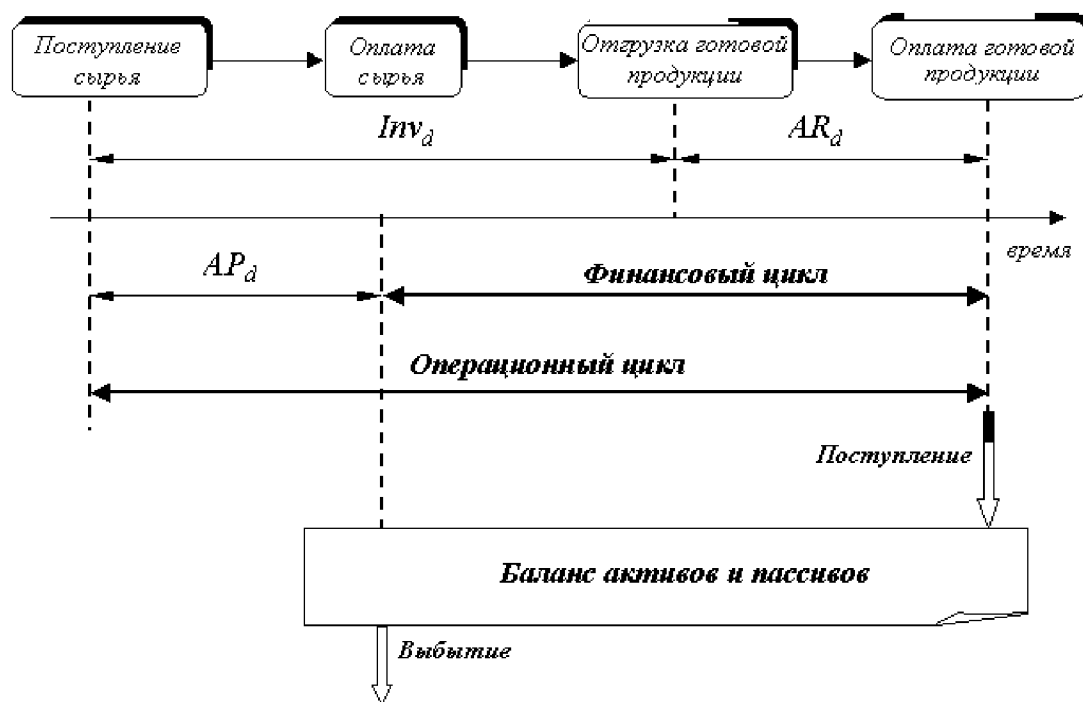 Поступление
сырья
Оплата
сырья
Отгрузка готовой
продукции
Оплата готовой
продукции
Inv_d
AR_d
время
AP_d
Финансовый цикл
Операционный цикл
Поступление
Баланс активов и пассивов
Выбытие